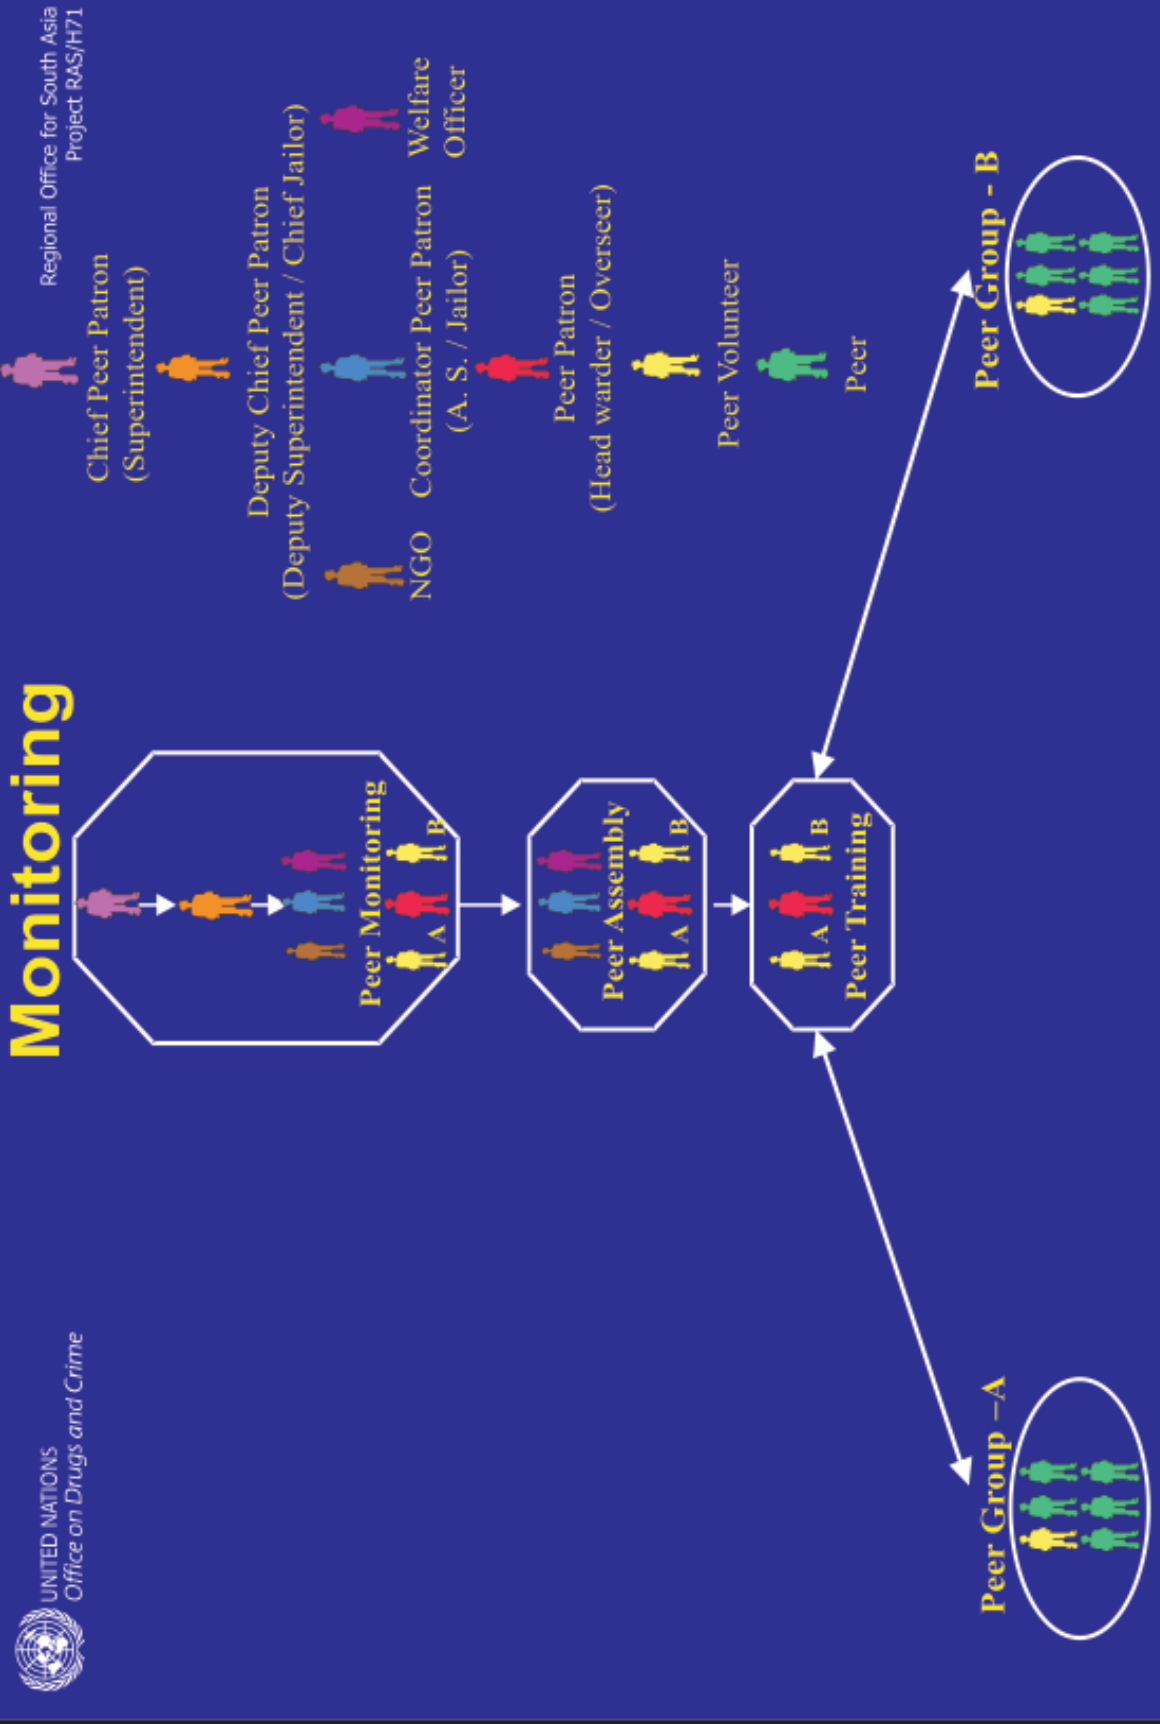 UNITED NATIONS
Office on Drugs and Crime
Monitoring
Regional Office for South Asia
Project RAS/H71
Chief Peer Patron
(Superintendent)
Deputy Chief Peer Patron
(Deputy Superintendent / Chief Jailor)
NGO
Coordinator Peer Patron
(A. S. / Jailor)
Welfare
Officer
Peer Patron
(Head warder / Overseer)
Peer Volunteer
Peer
Peer Monitoring
A
B
Peer Assembly
A
B
A
B
Peer Training
Peer Group –A
Peer Group - B